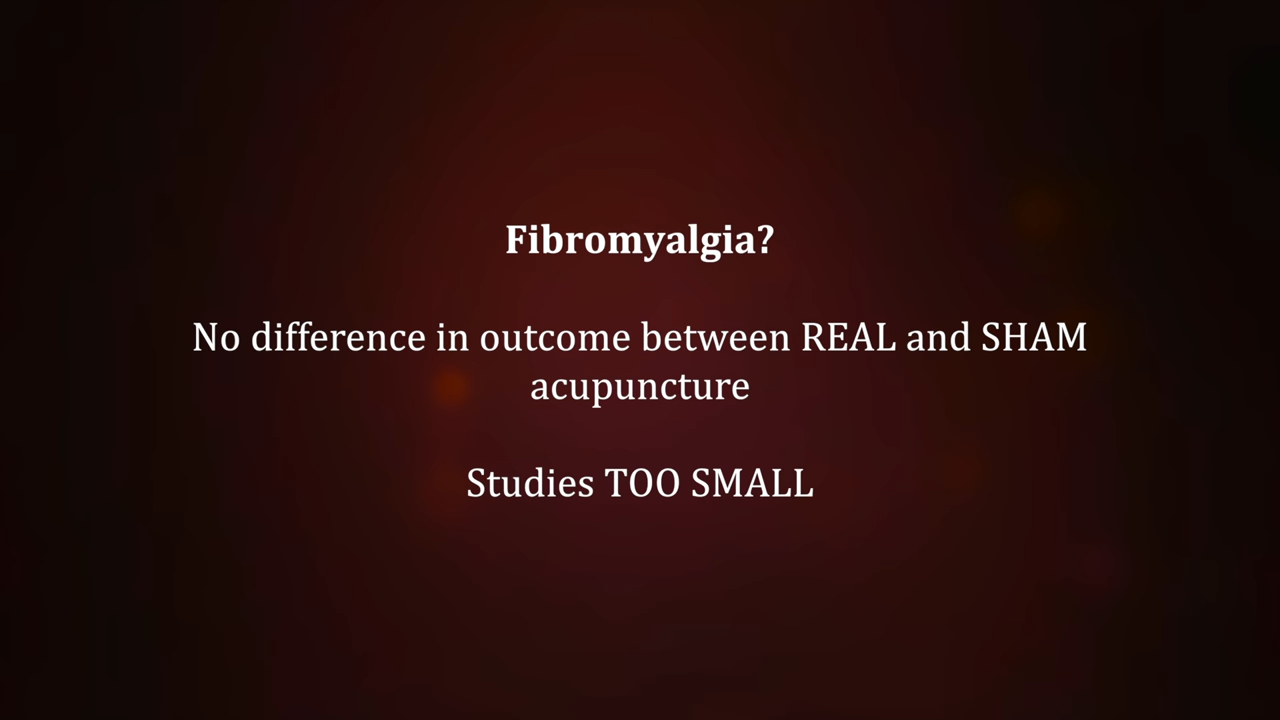 Fibromyalgia?
No difference in outcome between REAL and SHAM
acupuncture
Studies TOO SMALL